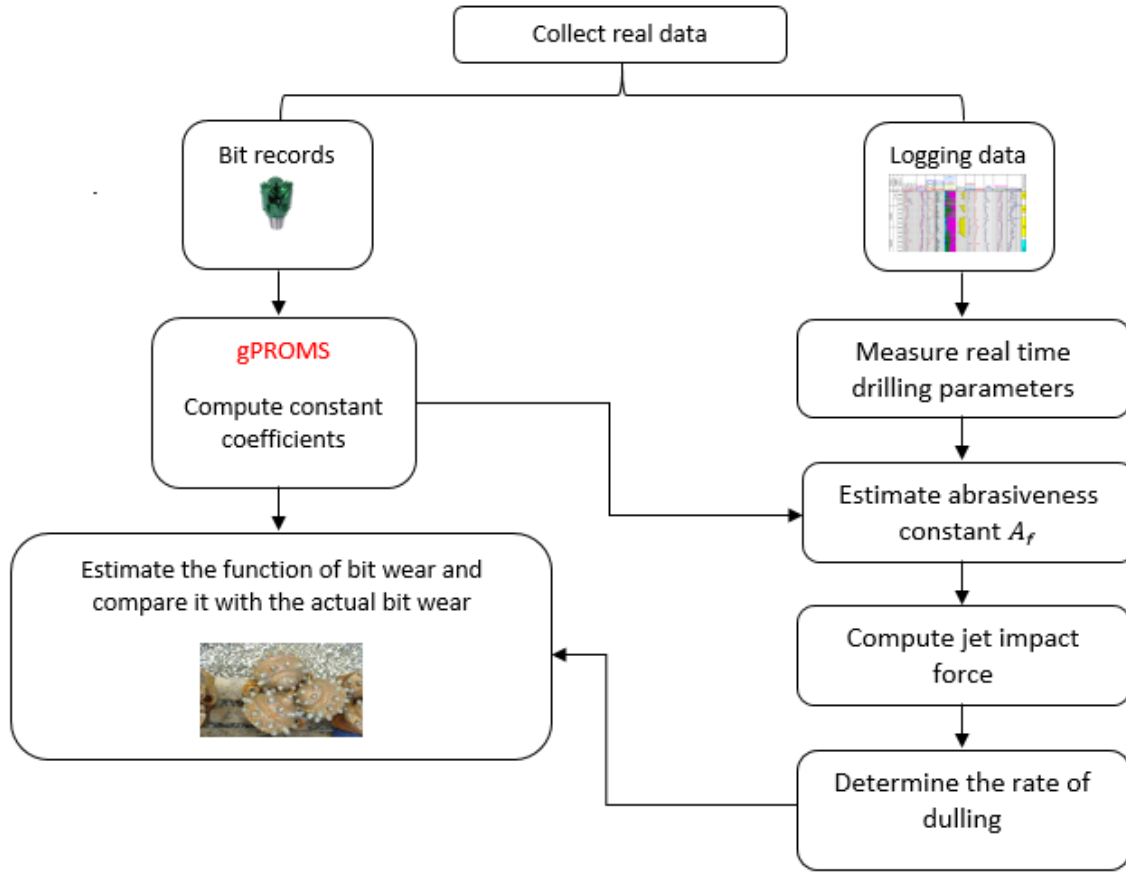 Collect real data
Bit records
Logging data
gPROMS
Compute constant
coefficients
Measure real time
drilling parameters
Estimate abrasiveness
constant A_f
Estimate the function of bit wear and
compare it with the actual bit wear
Compute jet impact
force
Determine the rate of
dulling